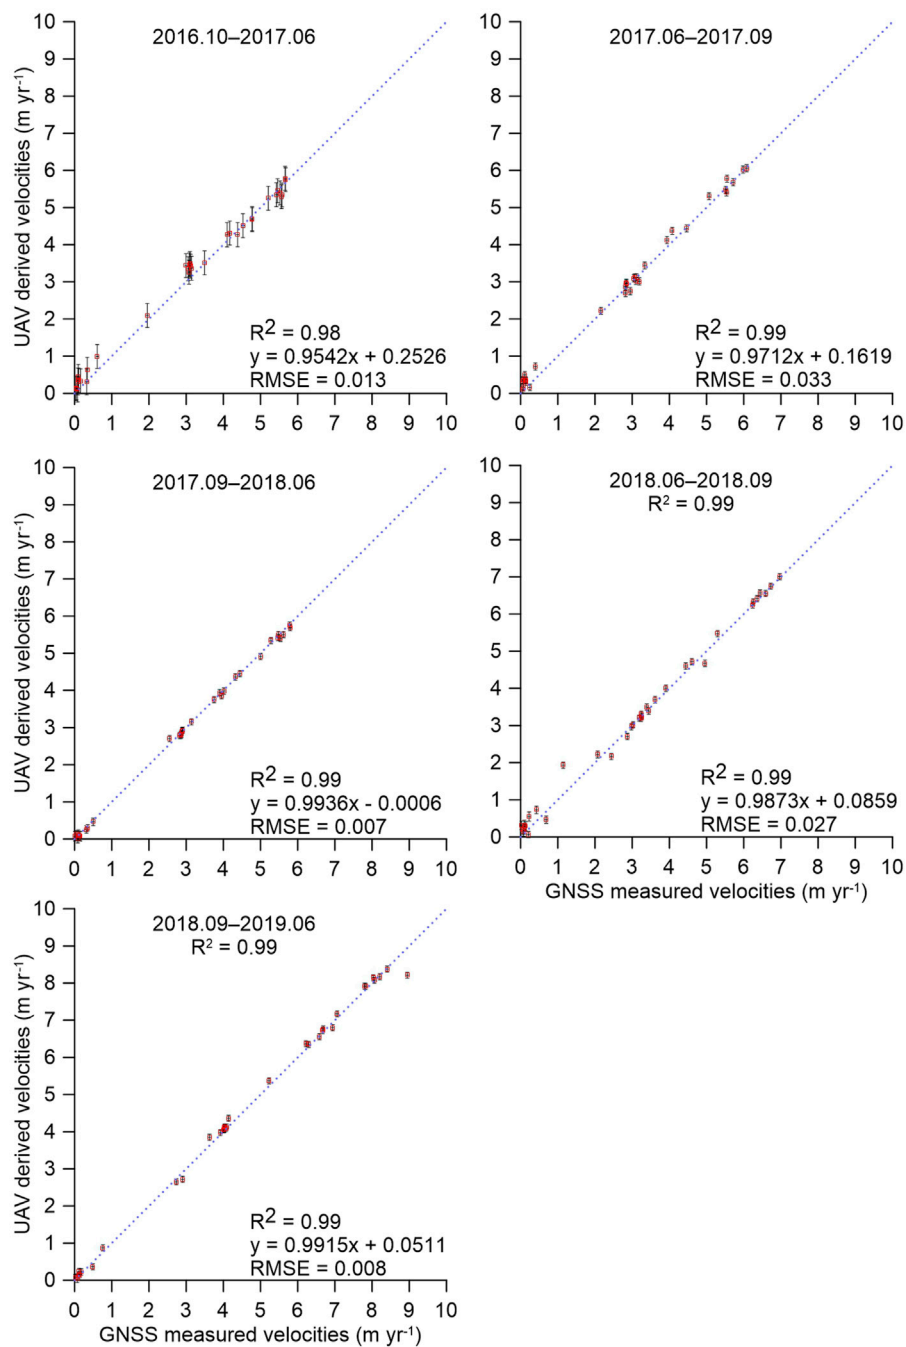 2016.10–2017.06
UAV derived velocities (m yr⁻¹)
10
9
8
7
6
5
4
3
2
1
0
R² = 0.98
y = 0.9542x + 0.2526
RMSE = 0.013
0 1 2 3 4 5 6 7 8 9 10
2017.06–2017.09
10
9
8
7
6
5
4
3
2
1
0
R² = 0.99
y = 0.9712x + 0.1619
RMSE = 0.033
0 1 2 3 4 5 6 7 8 9 10
2017.09–2018.06
UAV derived velocities (m yr⁻¹)
10
9
8
7
6
5
4
3
2
1
0
R² = 0.99
y = 0.9936x - 0.0006
RMSE = 0.007
0 1 2 3 4 5 6 7 8 9 10
2018.06–2018.09
R² = 0.99
10
9
8
7
6
5
4
3
2
1
0
R² = 0.99
y = 0.9873x + 0.0859
RMSE = 0.027
0 1 2 3 4 5 6 7 8 9 10
GNSS measured velocities (m yr⁻¹)
2018.09–2019.06
R² = 0.99
UAV derived velocities (m yr⁻¹)
10
9
8
7
6
5
4
3
2
1
0
R² = 0.99
y = 0.9915x + 0.0511
RMSE = 0.008
0 1 2 3 4 5 6 7 8 9 10
GNSS measured velocities (m yr⁻¹)